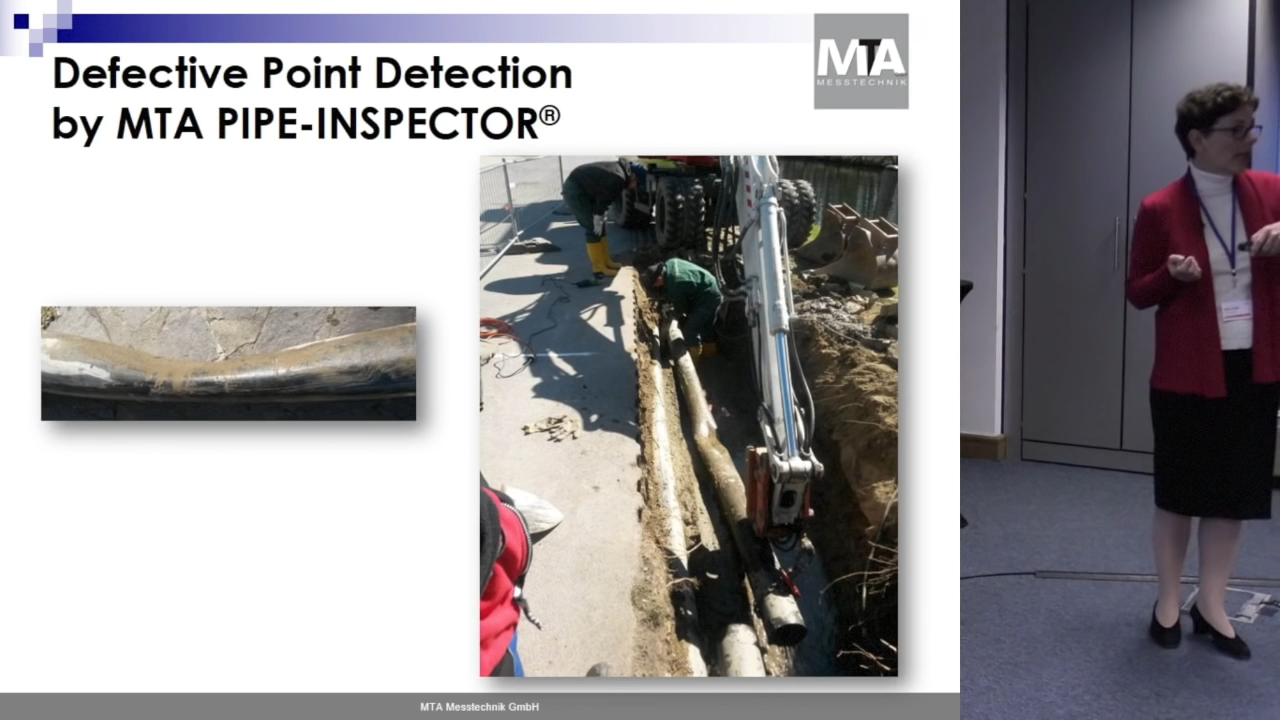 Defective Point Detection
by MTA PIPE-INSPECTOR®
MTA
MESSTECHNIK
MTA Messtechnik GmbH